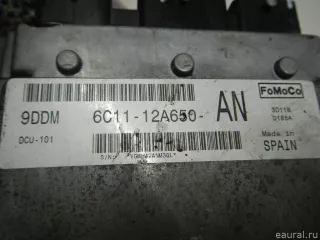 FoMoCo
9DDM 6C11-12A650- AN
DCU-101
Made in
SPAIN
S/N:
eaural.ru